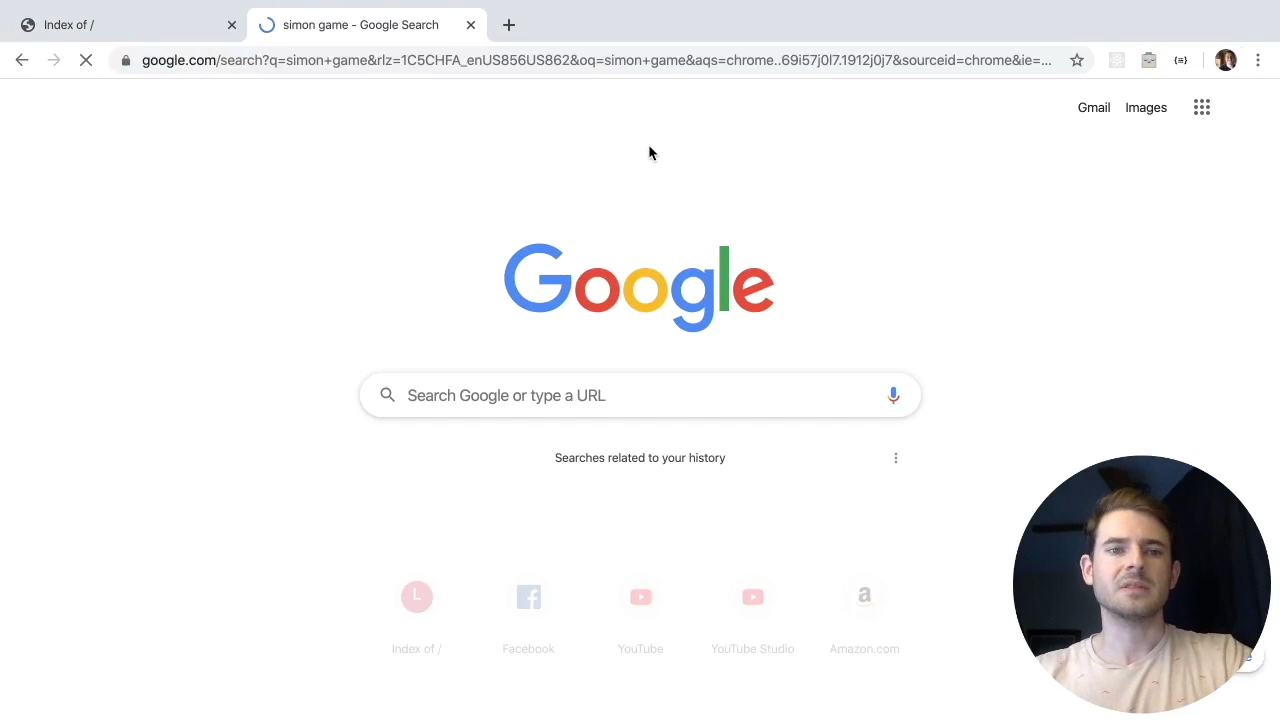 Index of /
simon game - Google Search
google.com/search?q=simon+game&rlz=1C5CHFA_enUS856US862&oq=simon+game&aqs=chrome..69i57j0l7.1912j0j7&sourceid=chrome&ie=...
{=}
Gmail
Images
Google
Search Google or type a URL
Searches related to your history
L
a
Index of /
Facebook
YouTube
YouTube Studio
Amazon.com